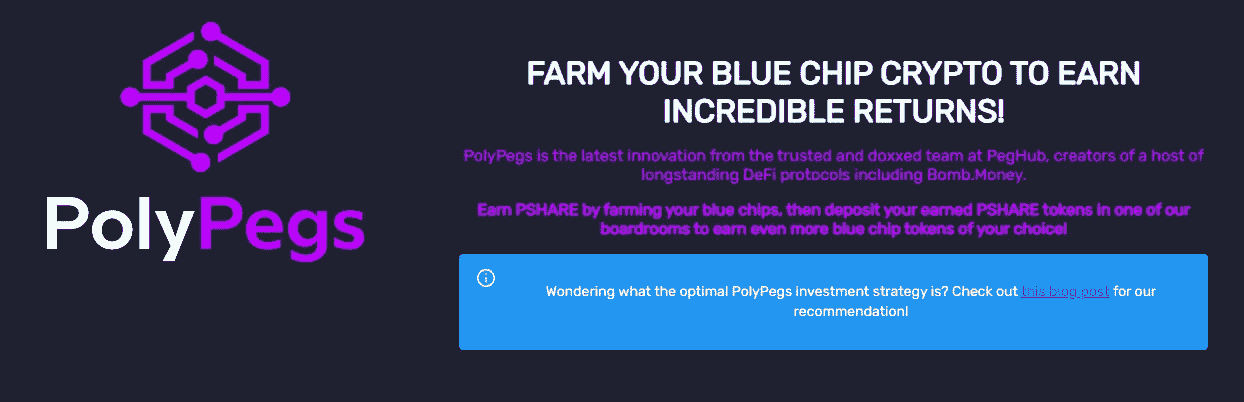 PolyPegs
FARM YOUR BLUE CHIP CRYPTO TO EARN
INCREDIBLE RETURNS!
PolyPegs is the latest innovation from the trusted and doxxed team at PegHub, creators of a host of
longstanding DeFi protocols including Bomb.Money.
Earn PSHARE by farming your blue chips, then deposit your earned PSHARE tokens in one of our
boardrooms to earn even more blue chip tokens of your choice!
Wondering what the optimal PolyPegs investment strategy is? Check out this blog post for our
recommendation!